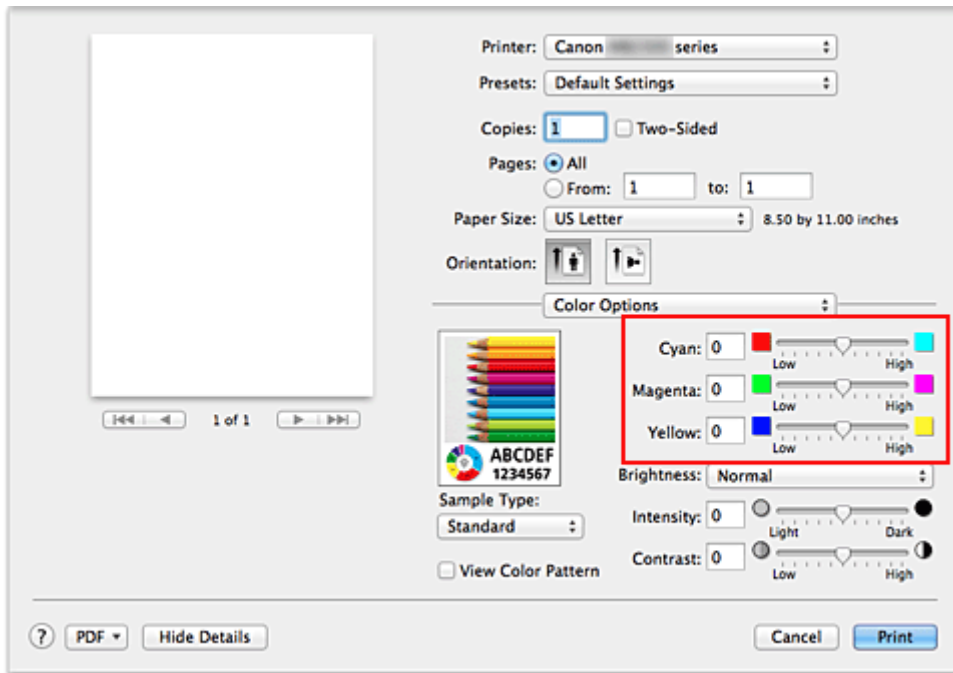 Printer: Canon series
Presets: Default Settings
Copies: 1 Two-Sided
Pages: All
From: 1 to: 1
Paper Size: US Letter 8.50 by 11.00 inches
Orientation:
Color Options
Cyan: 0
Low High
Magenta: 0
Low High
Yellow: 0
Low High
1 of 1
ABCDEF
1234567
Brightness: Normal
Sample Type:
Standard
Intensity: 0
Light Dark
View Color Pattern
Contrast: 0
Low High
? PDF Hide Details Cancel Print